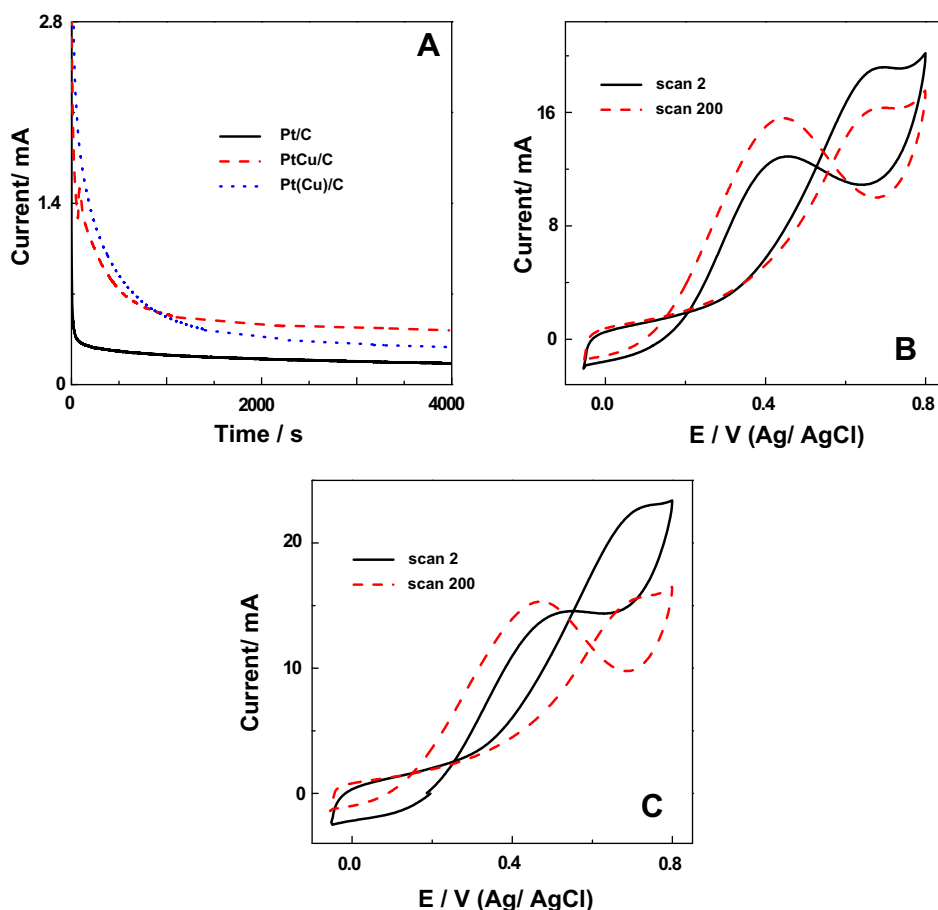 2.8
A
Pt/C
PtCu/C
Pt(Cu)/C
1.4
0
Current/ mA
0 2000 4000
Time / s
scan 2
scan 200
16
8
0
Current/ mA
B
0.0 0.4 0.8
E / V (Ag/ AgCl)
scan 2
scan 200
20
10
0
Current/ mA
C
0.0 0.4 0.8
E / V (Ag/ AgCl)